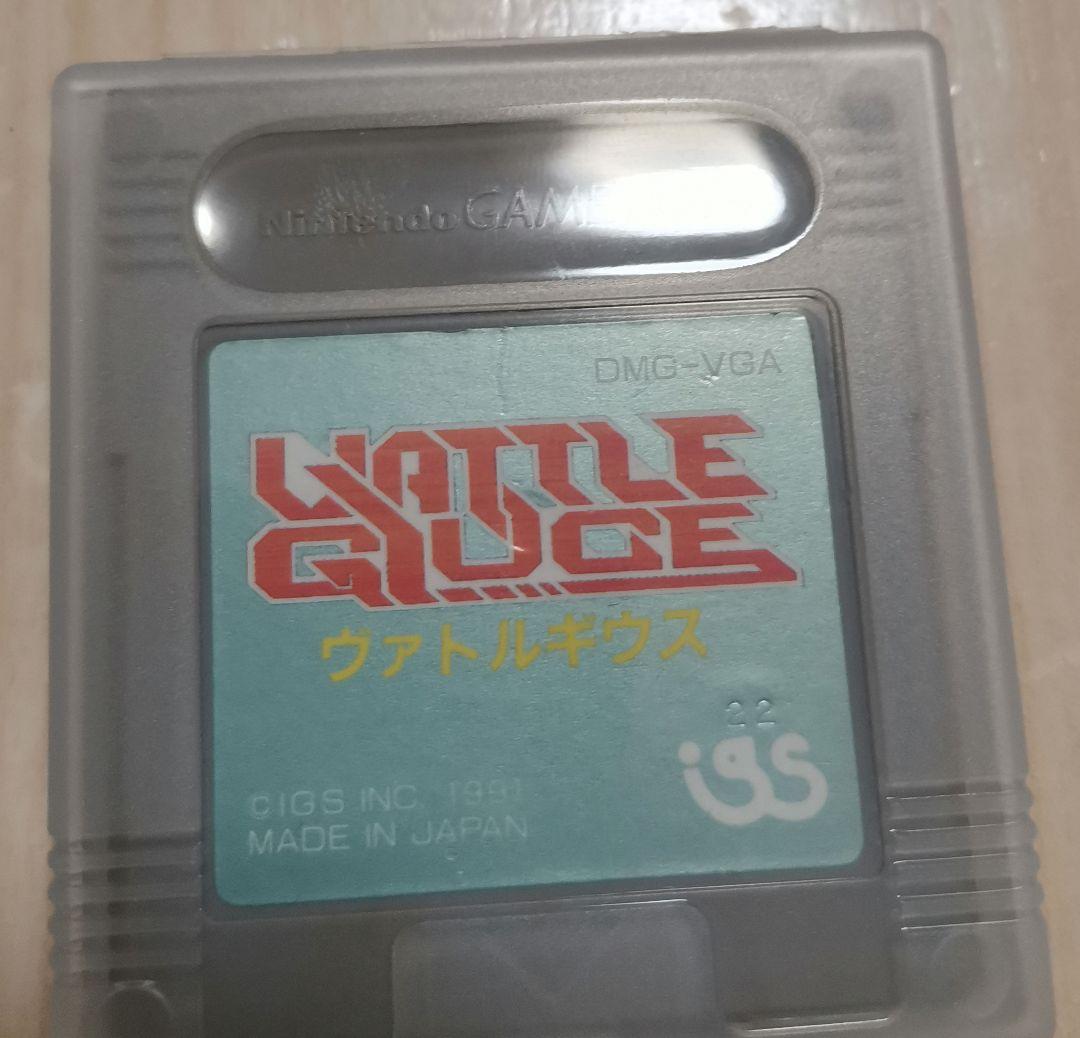 Nintendo GAME
DMG-VGA
VATTLE
GIUCE
ヴァトルギウス
22
igs
©IGS INC. 1991
MADE IN JAPAN